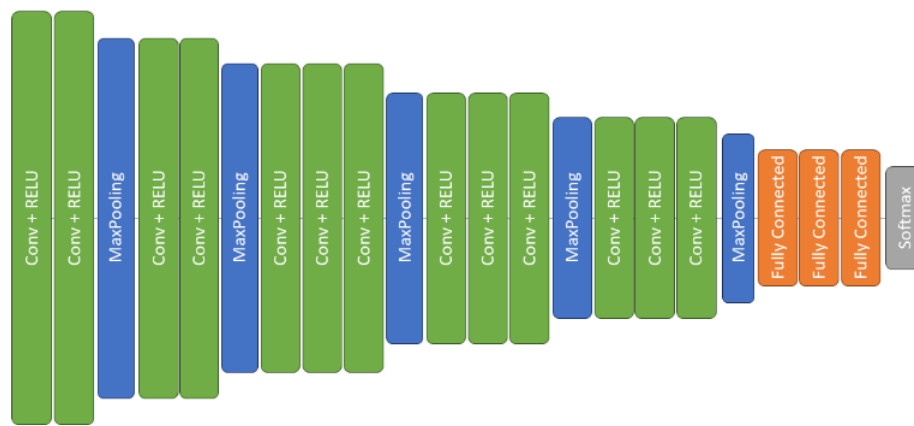 Conv + RELU
Conv + RELU
MaxPooling
Conv + RELU
Conv + RELU
MaxPooling
Conv + RELU
Conv + RELU
Conv + RELU
MaxPooling
Conv + RELU
Conv + RELU
Conv + RELU
MaxPooling
Conv + RELU
Conv + RELU
Conv + RELU
MaxPooling
Fully Connected
Fully Connected
Fully Connected
Softmax